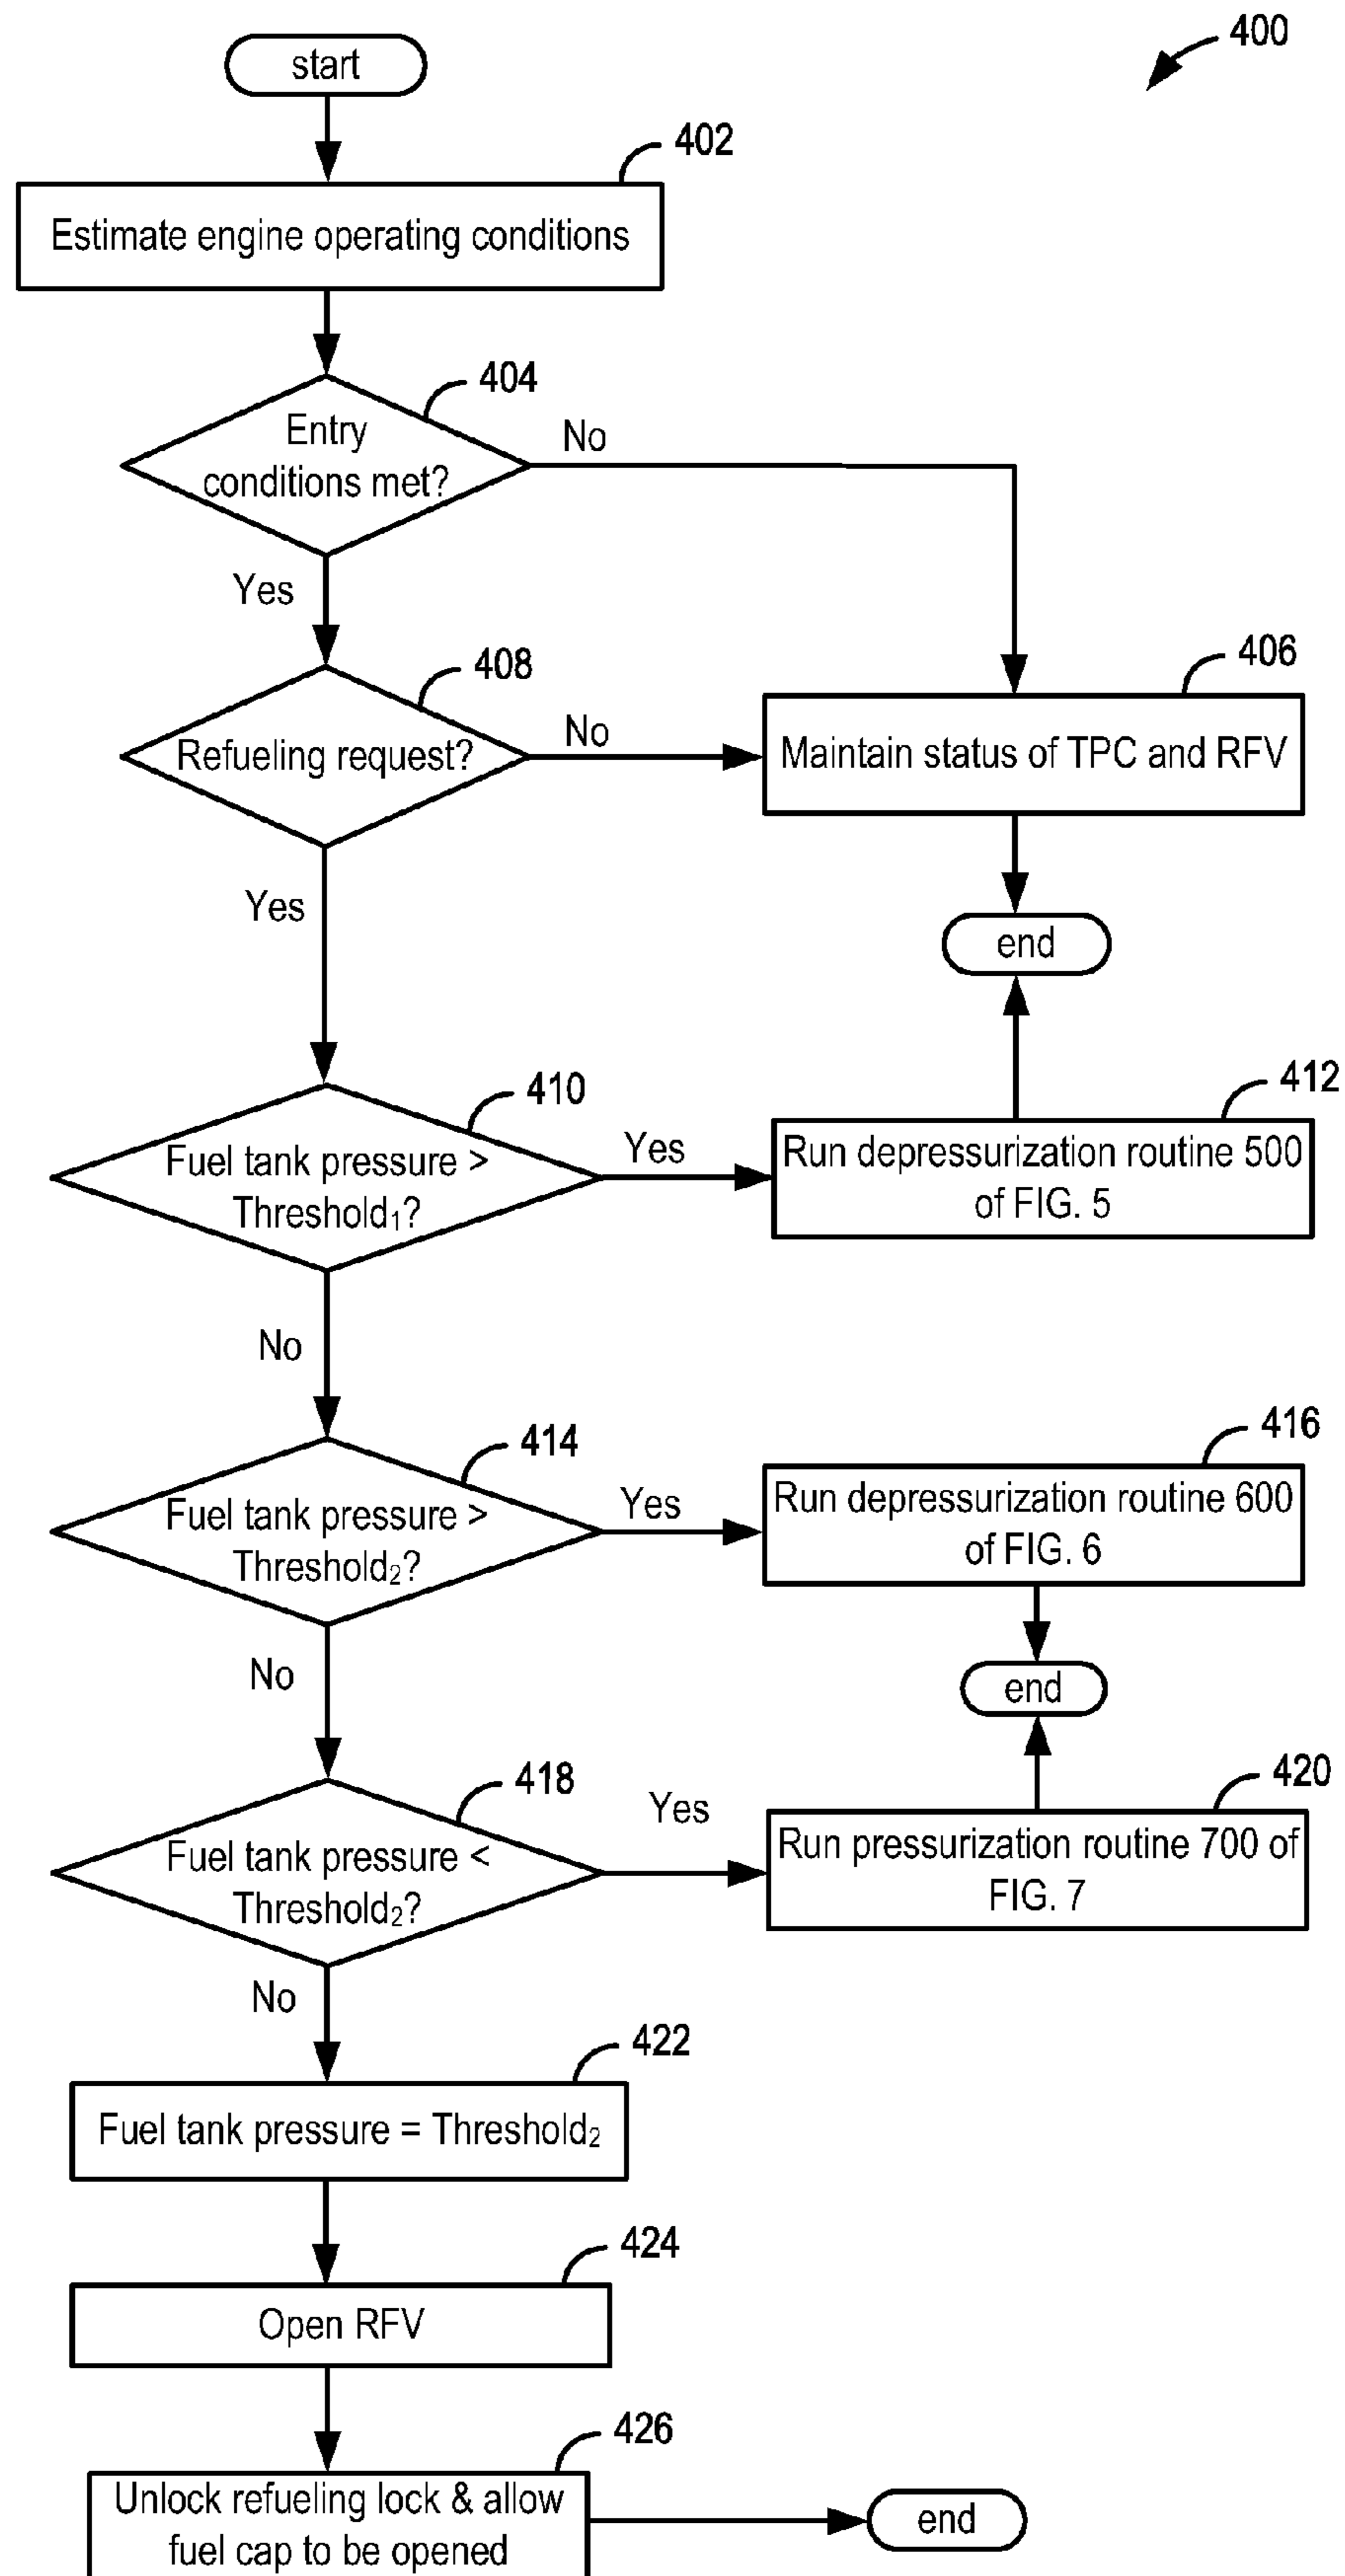 400
start
402
Estimate engine operating conditions
404
Entry
conditions met?
No
Yes
408
Refueling request?
No
406
Maintain status of TPC and RFV
Yes
end
410
Fuel tank pressure >
Threshold₁?
Yes
412
Run depressurization routine 500
of FIG. 5
No
414
Fuel tank pressure >
Threshold₂?
Yes
416
Run depressurization routine 600
of FIG. 6
No
end
418
Fuel tank pressure <
Threshold₂?
Yes
420
Run pressurization routine 700 of
FIG. 7
No
422
Fuel tank pressure = Threshold₂
424
Open RFV
426
Unlock refueling lock & allow
fuel cap to be opened
end